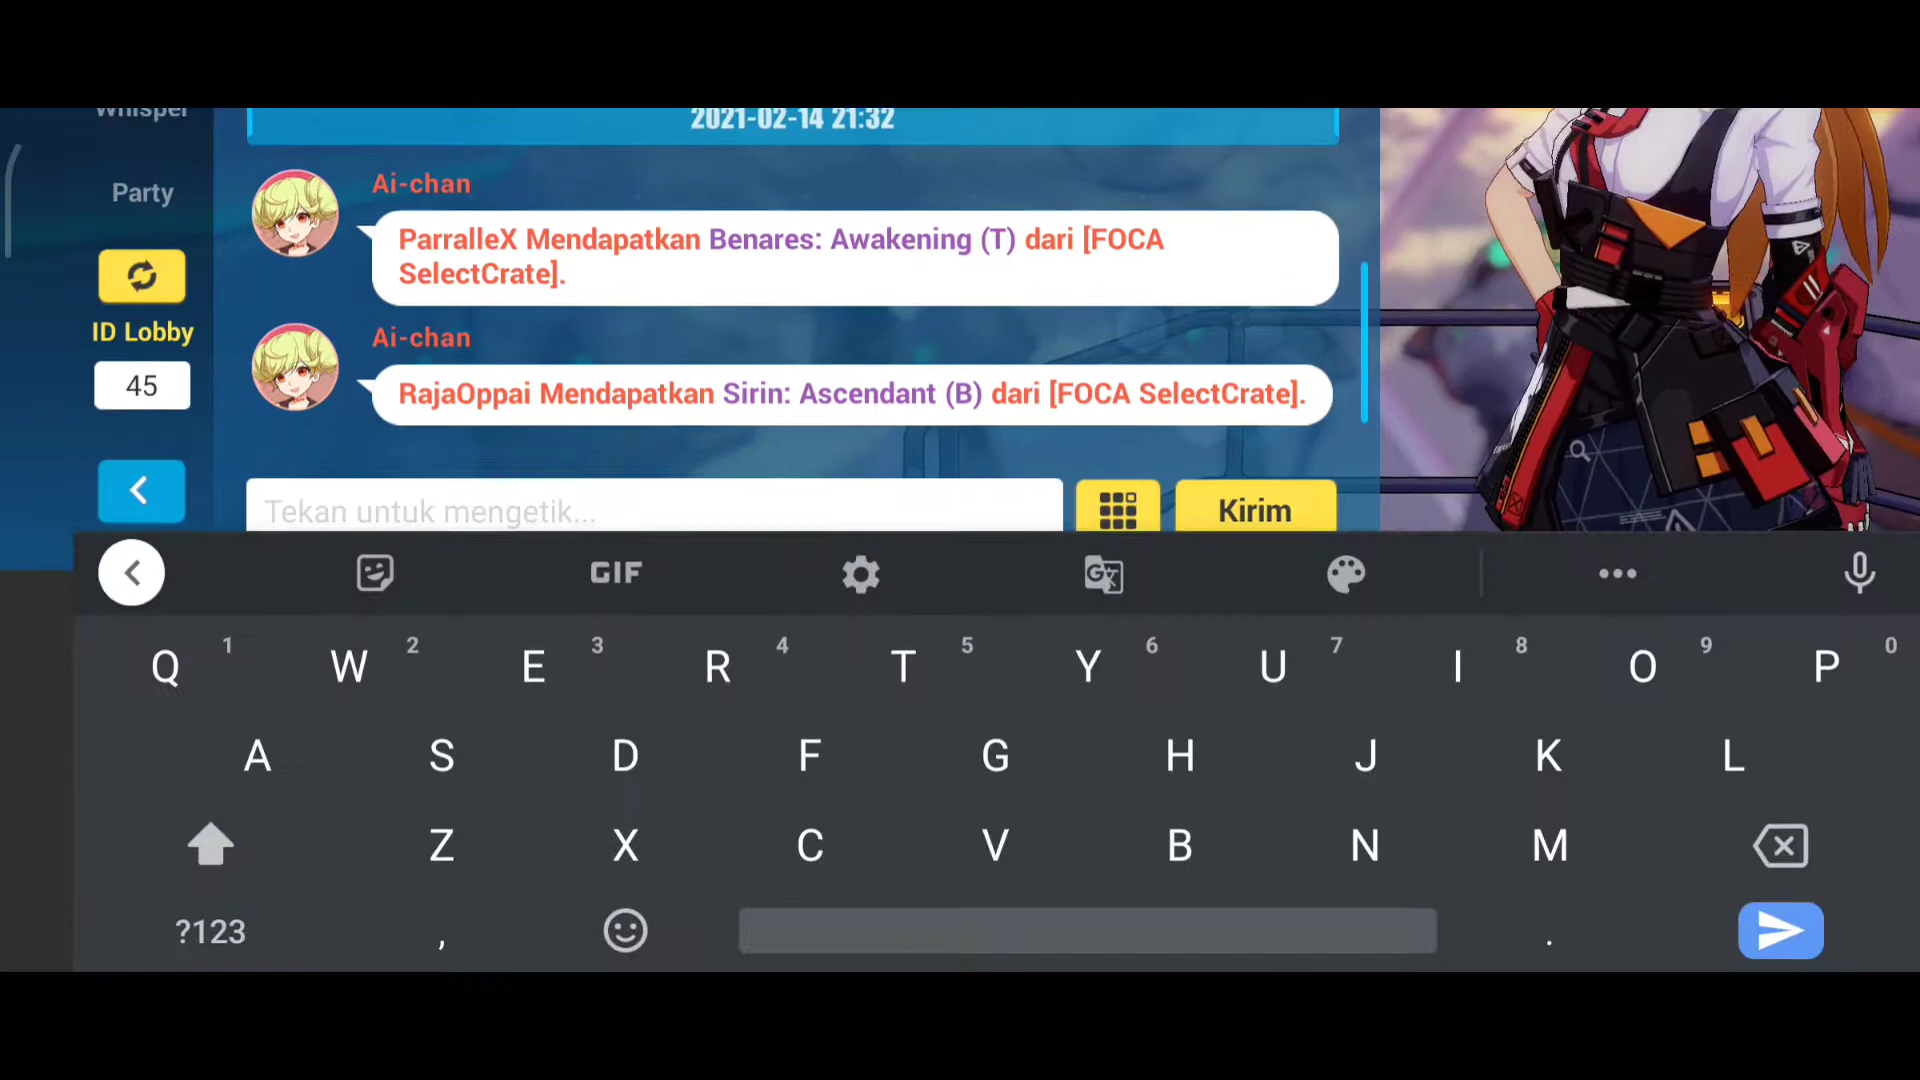 Whisper
2021-02-14 21:32
Party
Ai-chan
ParralleX Mendapatkan Benares: Awakening (T) dari [FOCA
SelectCrate].
ID Lobby
45
Ai-chan
RajaOppai Mendapatkan Sirin: Ascendant (B) dari [FOCA SelectCrate].
Tekan untuk mengetik...
Kirim
GIF
G
Q 1 W 2 E 3 R 4 T 5 Y 6 U 7 I 8 O 9 P 0
A S D F G H J K L
Z X C V B N M
?123 , .